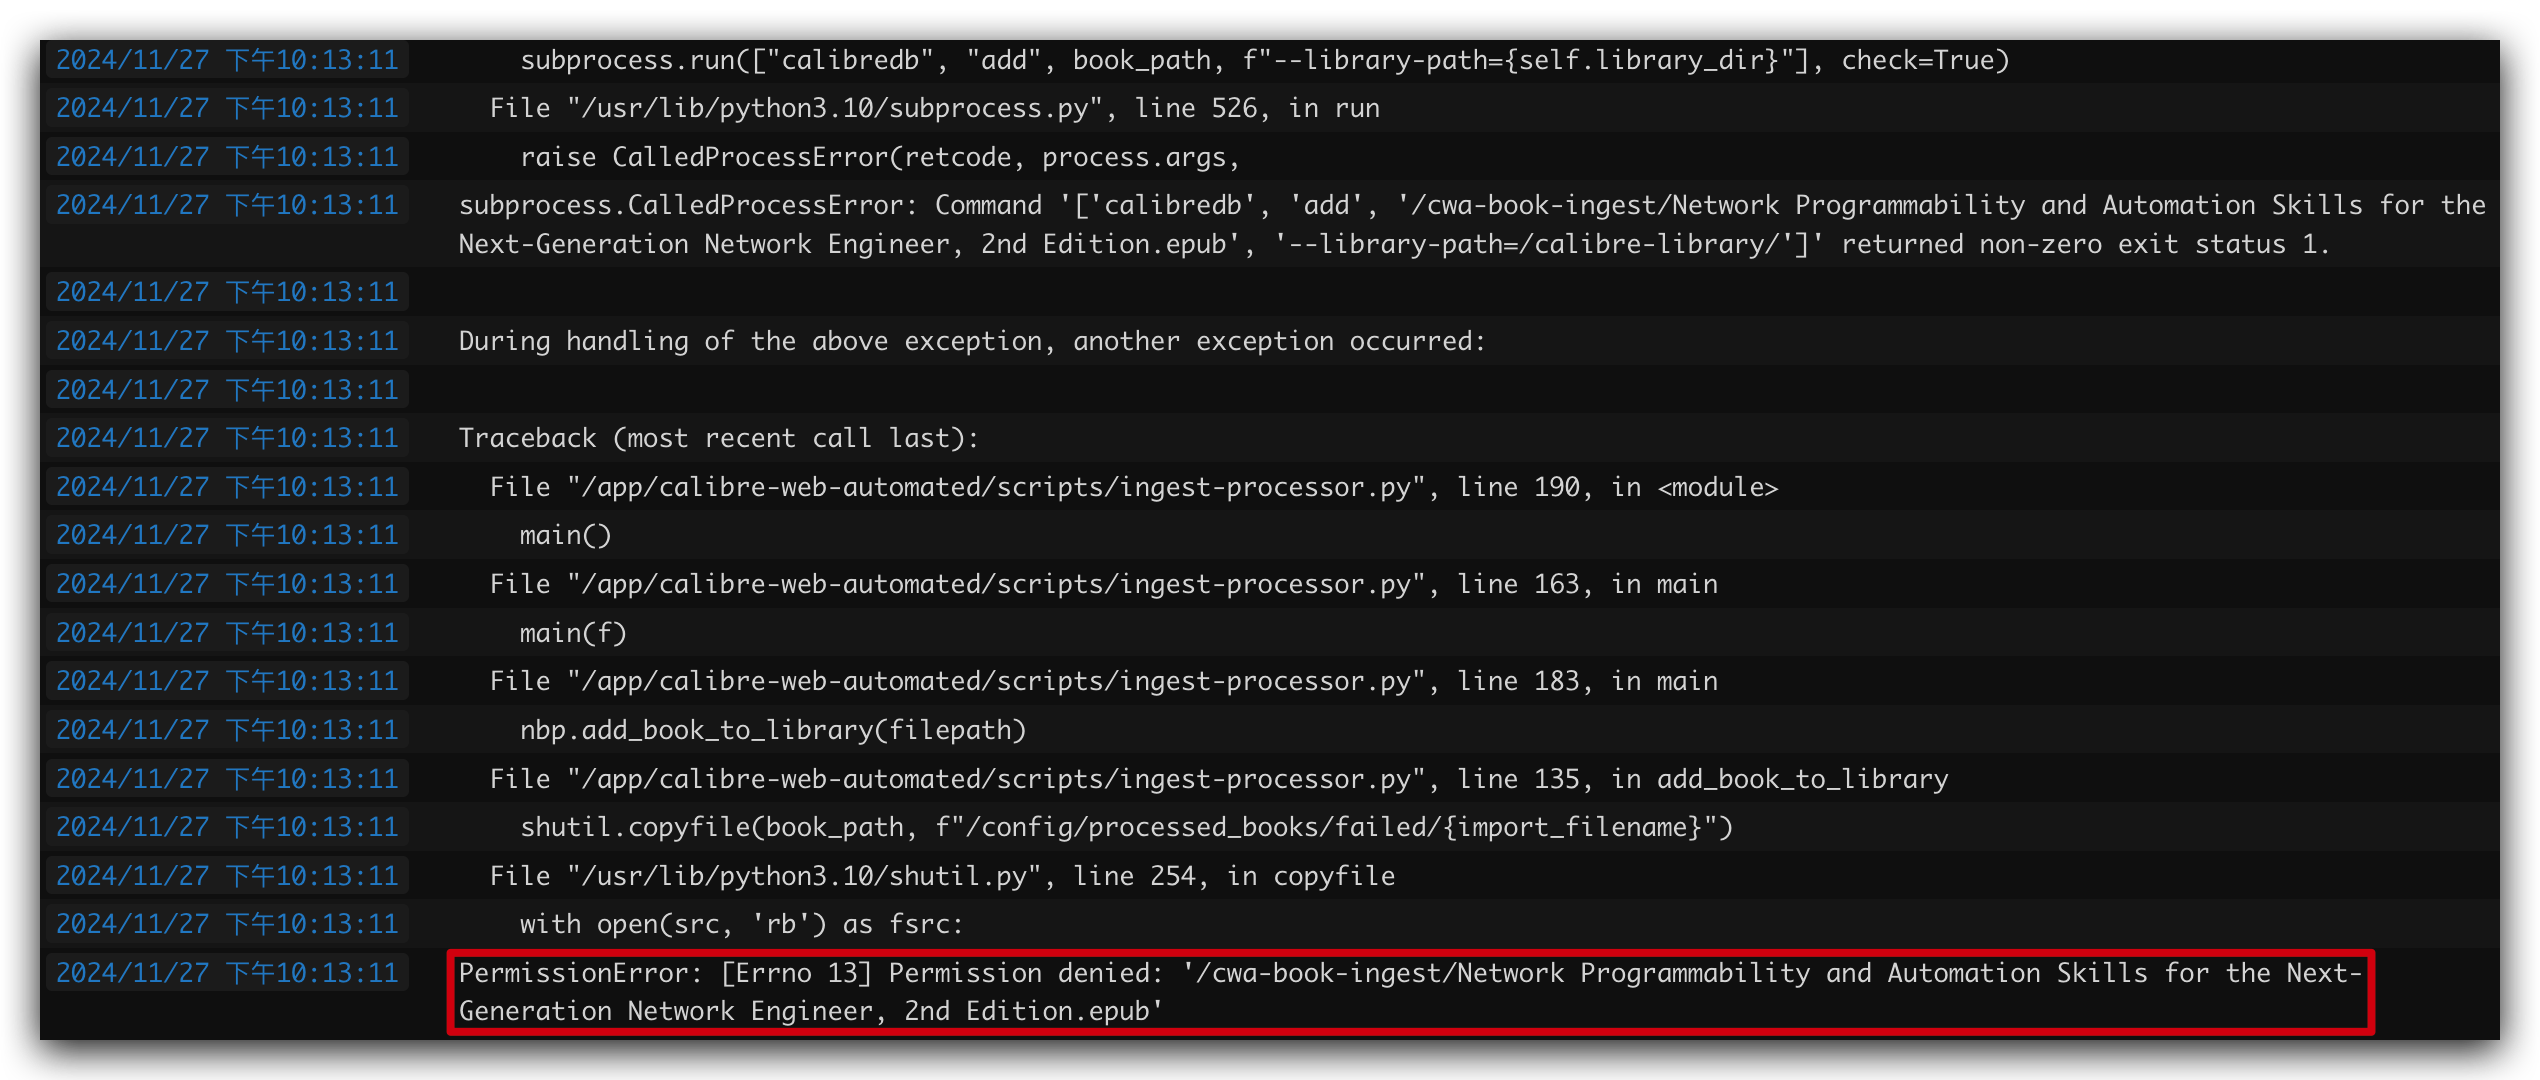 2024/11/27 下午10:13:11 subprocess.run(["calibredb", "add", book_path, f"--library-path={self.library_dir}"], check=True)
2024/11/27 下午10:13:11 File "/usr/lib/python3.10/subprocess.py", line 526, in run
2024/11/27 下午10:13:11 raise CalledProcessError(retcode, process.args,
2024/11/27 下午10:13:11 subprocess.CalledProcessError: Command '['calibredb', 'add', '/cwa-book-ingest/Network Programmability and Automation Skills for the
Next-Generation Network Engineer, 2nd Edition.epub', '--library-path=/calibre-library/']' returned non-zero exit status 1.
2024/11/27 下午10:13:11
2024/11/27 下午10:13:11 During handling of the above exception, another exception occurred:
2024/11/27 下午10:13:11
2024/11/27 下午10:13:11 Traceback (most recent call last):
2024/11/27 下午10:13:11 File "/app/calibre-web-automated/scripts/ingest-processor.py", line 190, in <module>
2024/11/27 下午10:13:11 main()
2024/11/27 下午10:13:11 File "/app/calibre-web-automated/scripts/ingest-processor.py", line 163, in main
2024/11/27 下午10:13:11 main(f)
2024/11/27 下午10:13:11 File "/app/calibre-web-automated/scripts/ingest-processor.py", line 183, in main
2024/11/27 下午10:13:11 nbp.add_book_to_library(filepath)
2024/11/27 下午10:13:11 File "/app/calibre-web-automated/scripts/ingest-processor.py", line 135, in add_book_to_library
2024/11/27 下午10:13:11 shutil.copyfile(book_path, f"/config/processed_books/failed/{import_filename}")
2024/11/27 下午10:13:11 File "/usr/lib/python3.10/shutil.py", line 254, in copyfile
2024/11/27 下午10:13:11 with open(src, 'rb') as fsrc:
2024/11/27 下午10:13:11 PermissionError: [Errno 13] Permission denied: '/cwa-book-ingest/Network Programmability and Automation Skills for the Next-
Generation Network Engineer, 2nd Edition.epub'